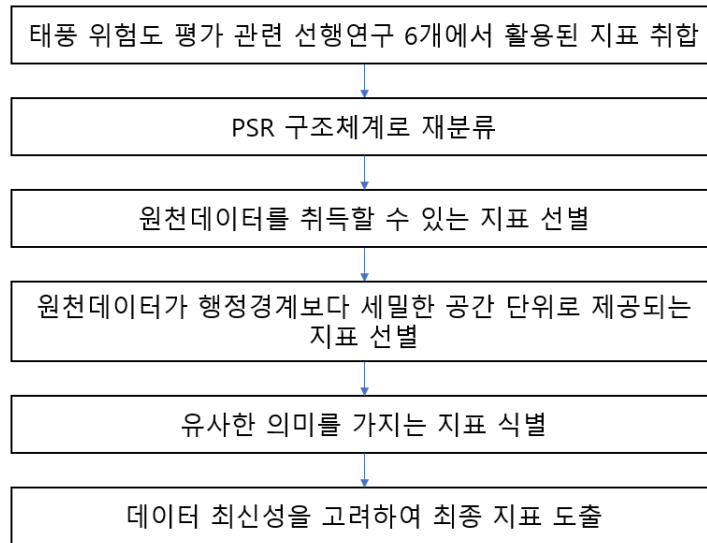 태풍 위험도 평가 관련 선행연구 6개에서 활용된 지표 취합
PSR 구조체계로 재분류
원천데이터를 취득할 수 있는 지표 선별
원천데이터가 행정경계보다 세밀한 공간 단위로 제공되는
지표 선별
유사한 의미를 가지는 지표 식별
데이터 최신성을 고려하여 최종 지표 도출